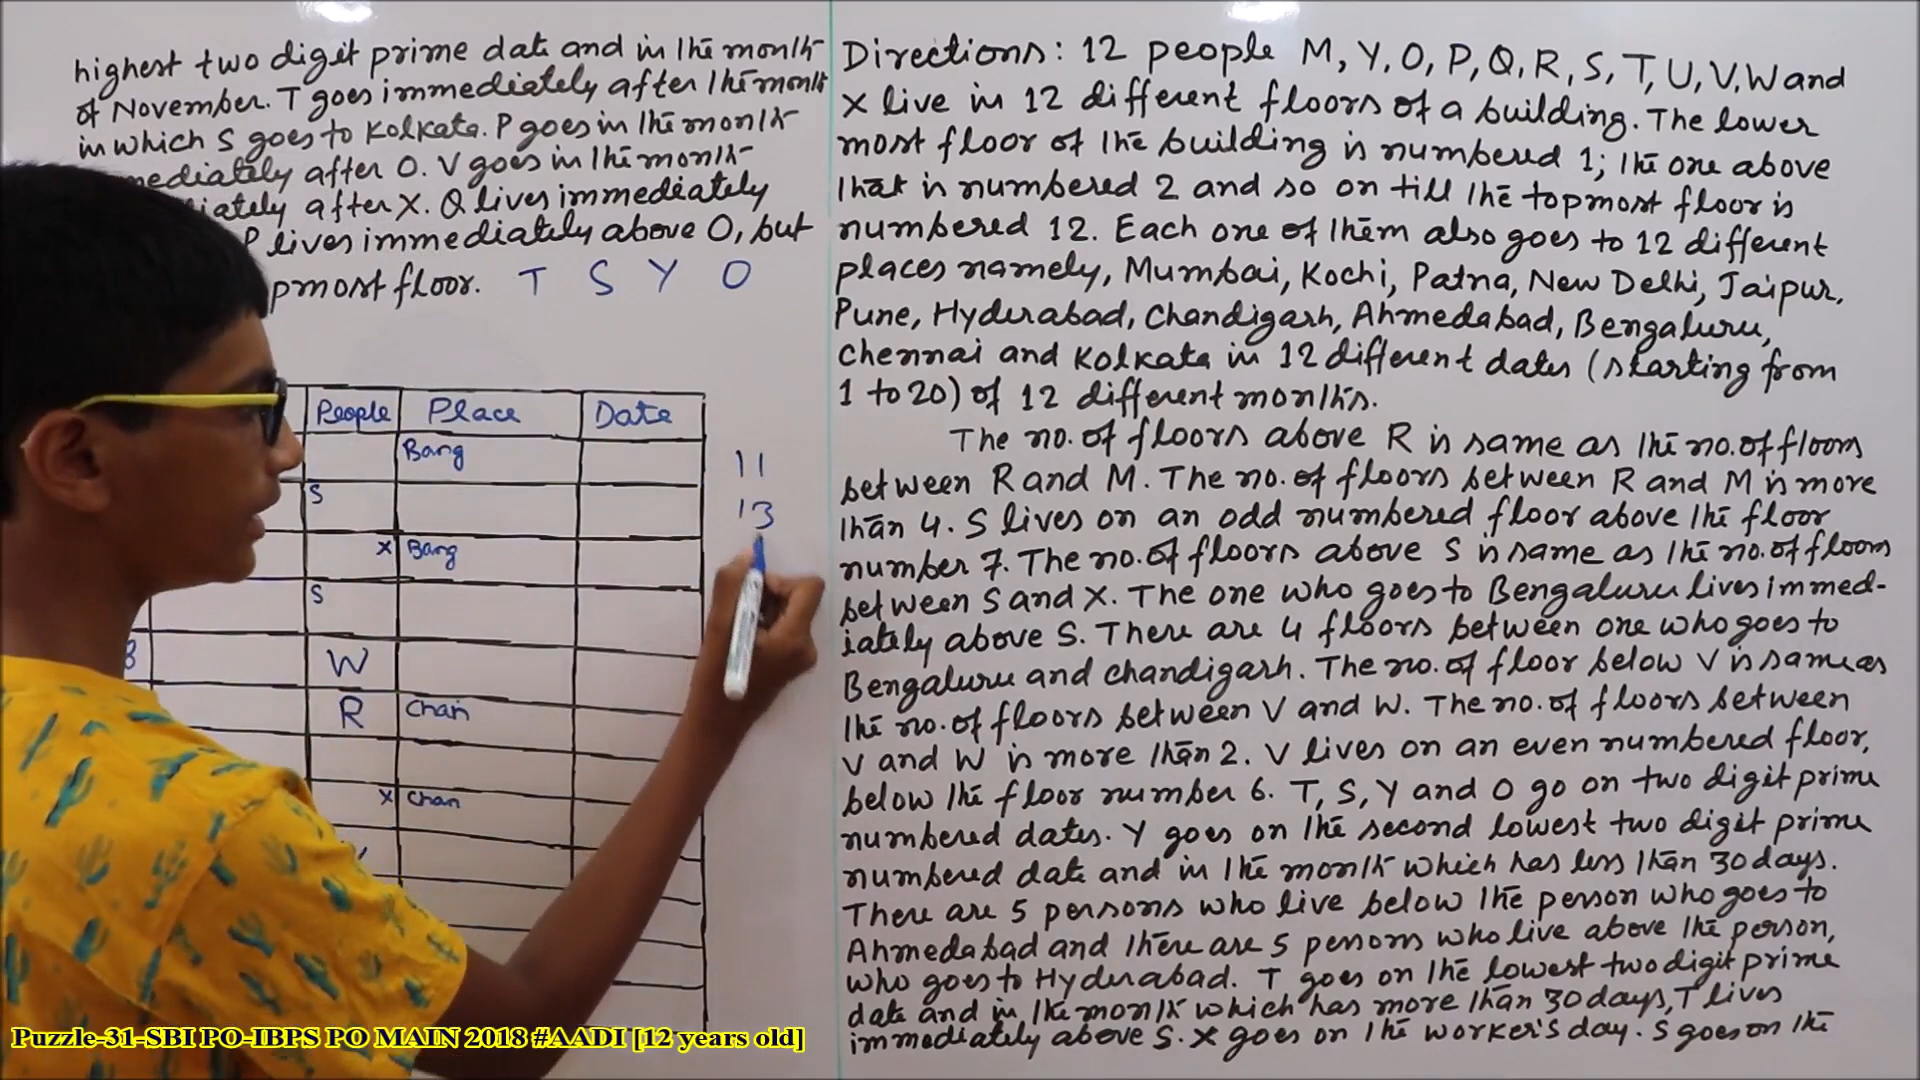 highest two digit prime date and in the month
of November. T goes immediately after the month
in which S goes to Kolkata. P goes in the month
mediately after O. V goes in the month
iately after X. Q lives immediately
P lives immediately above O, but
pmost floor. T S Y O
People Place Date
Bang
S
X Bang
S
W
R Chan
X Chan
11
13
Directions: 12 people M, Y, O, P, Q, R, S, T, U, V, W and
X live in 12 different floors of a building. The lower
most floor of the building is numbered 1; the one above
that is numbered 2 and so on till the topmost floor is
numbered 12. Each one of them also goes to 12 different
places namely, Mumbai, Kochi, Patna, New Delhi, Jaipur,
Pune, Hyderabad, Chandigarh, Ahmedabad, Bengaluru,
Chennai and Kolkata in 12 different dates (starting from
1 to 20) of 12 different months.
The no. of floors above R is same as the no. of floors
between R and M. The no. of floors between R and M is more
than 4. S lives on an odd numbered floor above the floor
number 7. The no. of floors above S is same as the no. of floors
between S and X. The one who goes to Bengaluru lives immed-
iately above S. There are 4 floors between one who goes to
Bengaluru and chandigarh. The no. of floor below V is same as
the no. of floors between V and W. The no. of floors between
V and W is more than 2. V lives on an even numbered floor,
below the floor number 6. T, S, Y and O go on two digit prime
numbered dates. Y goes on the second lowest two digit prime
numbered date and in the month which has less than 30 days.
There are 5 persons who live below the person who goes to
Ahmedabad and there are 5 persons who live above the person,
who goes to Hyderabad. T goes on the lowest two digit prime
date and in the month which has more than 30 days, T lives
immediately above S. X goes on the worker's day. S goes on the
Puzzle-31-SBI PO-IBPS PO MAIN 2018 #AADI [12 years old]